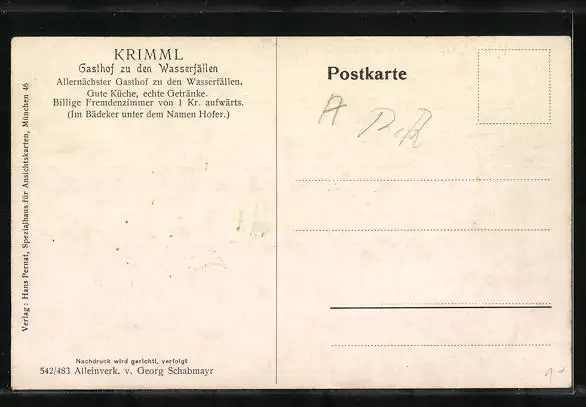 KRIMML
Gasthof zu den Wasserfällen
Allernächster Gasthof zu den Wasserfällen.
Gute Küche, echte Getränke.
Billige Fremdenzimmer von 1 Kr. aufwärts.
(Im Bädeker unter dem Namen Hofer.)
Verlag: Hans Pernat, Spezialhaus für Ansichtskarten, München 46
Nachdruck wird gerichtl. verfolgt
542/483 Alleinverk. v. Georg Schabmayr
Postkarte
A